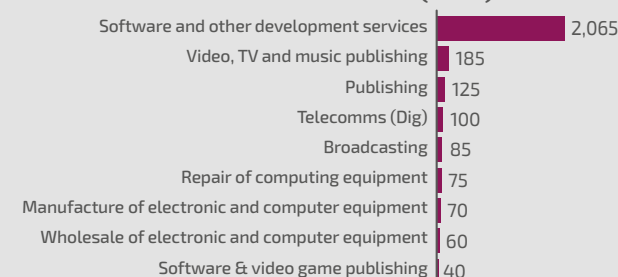 Software and other development services 2,065
Video, TV and music publishing 185
Publishing 125
Telecomms (Dig) 100
Broadcasting 85
Repair of computing equipment 75
Manufacture of electronic and computer equipment 70
Wholesale of electronic and computer equipment 60
Software & video game publishing 40